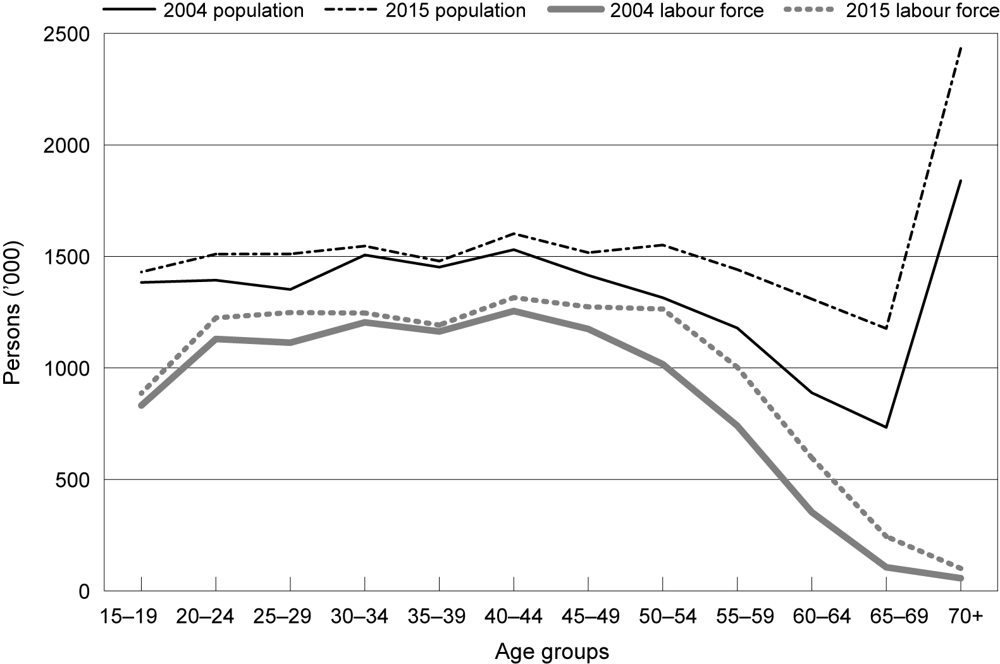 2004 population 2015 population 2004 labour force 2015 labour force
2500
2000
1500
1000
500
0
Persons (’000)
15–19 20–24 25–29 30–34 35–39 40–44 45–49 50–54 55–59 60–64 65–69 70+
Age groups